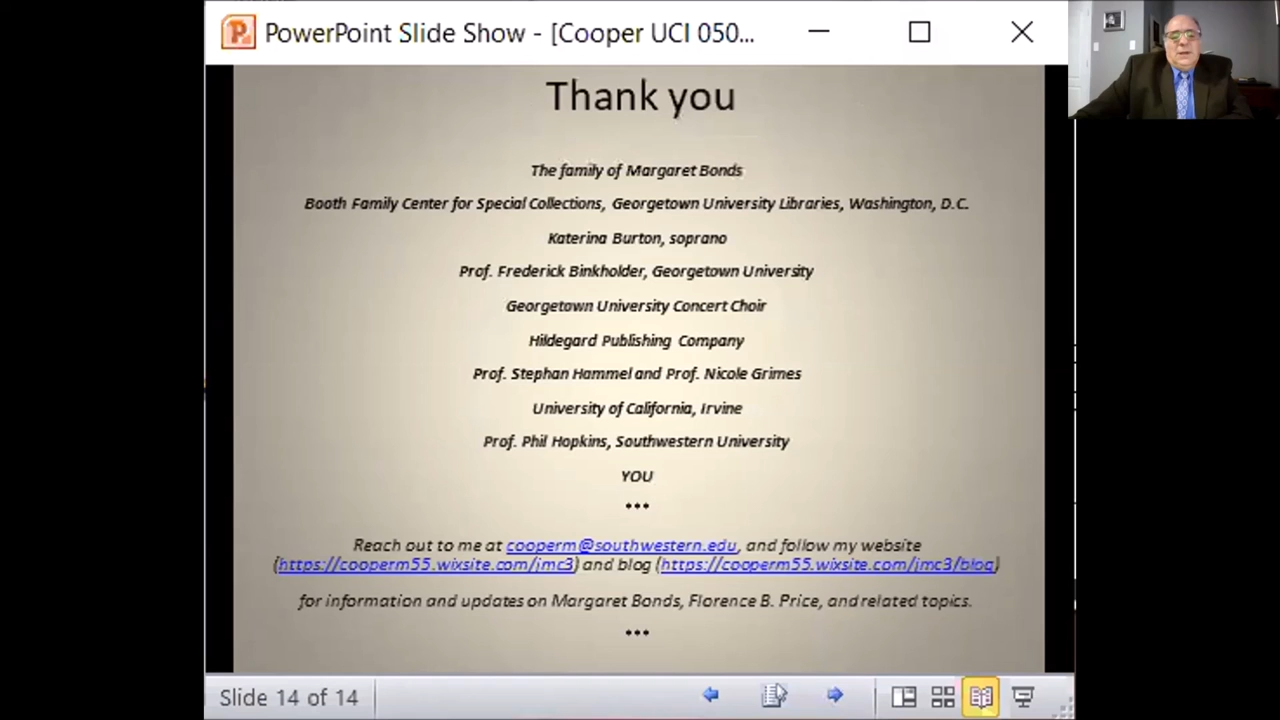 PowerPoint Slide Show - [Cooper UCI 050...
Thank you
The family of Margaret Bonds
Booth Family Center for Special Collections, Georgetown University Libraries, Washington, D.C.
Katerina Burton, soprano
Prof. Frederick Binkholder, Georgetown University
Georgetown University Concert Choir
Hildegard Publishing Company
Prof. Stephan Hammel and Prof. Nicole Grimes
University of California, Irvine
Prof. Phil Hopkins, Southwestern University
YOU
•••
Reach out to me at cooperm@southwestern.edu, and follow my website
(https://cooperm55.wixsite.com/jmc3) and blog (https://cooperm55.wixsite.com/jmc3/blog)
for information and updates on Margaret Bonds, Florence B. Price, and related topics.
•••
Slide 14 of 14